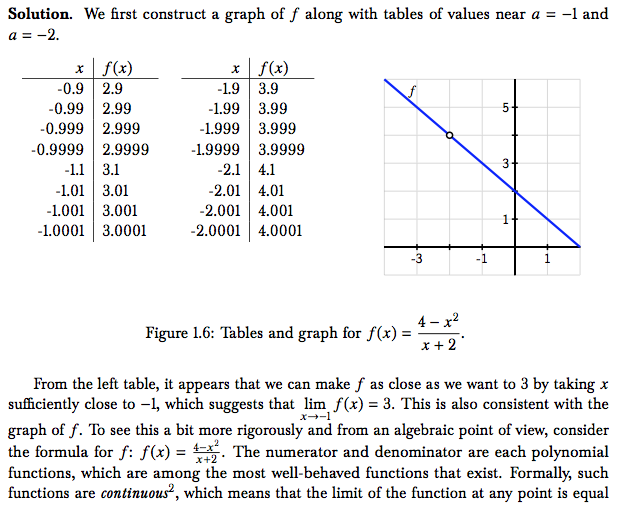 Solution. We first construct a graph of f along with tables of values near a = −1 and
a = −2.
x f(x)
-0.9 2.9
-0.99 2.99
-0.999 2.999
-0.9999 2.9999
-1.1 3.1
-1.01 3.01
-1.001 3.001
-1.0001 3.0001
x f(x)
-1.9 3.9
-1.99 3.99
-1.999 3.999
-1.9999 3.9999
-2.1 4.1
-2.01 4.01
-2.001 4.001
-2.0001 4.0001
f
5
3
1
-3 -1 1
Figure 1.6: Tables and graph for f(x) = (4 − x²)/(x + 2).
From the left table, it appears that we can make f as close as we want to 3 by taking x
sufficiently close to −1, which suggests that lim x→−1 f(x) = 3. This is also consistent with the
graph of f. To see this a bit more rigorously and from an algebraic point of view, consider
the formula for f: f(x) = (4−x²)/(x+2). The numerator and denominator are each polynomial
functions, which are among the most well-behaved functions that exist. Formally, such
functions are continuous², which means that the limit of the function at any point is equal